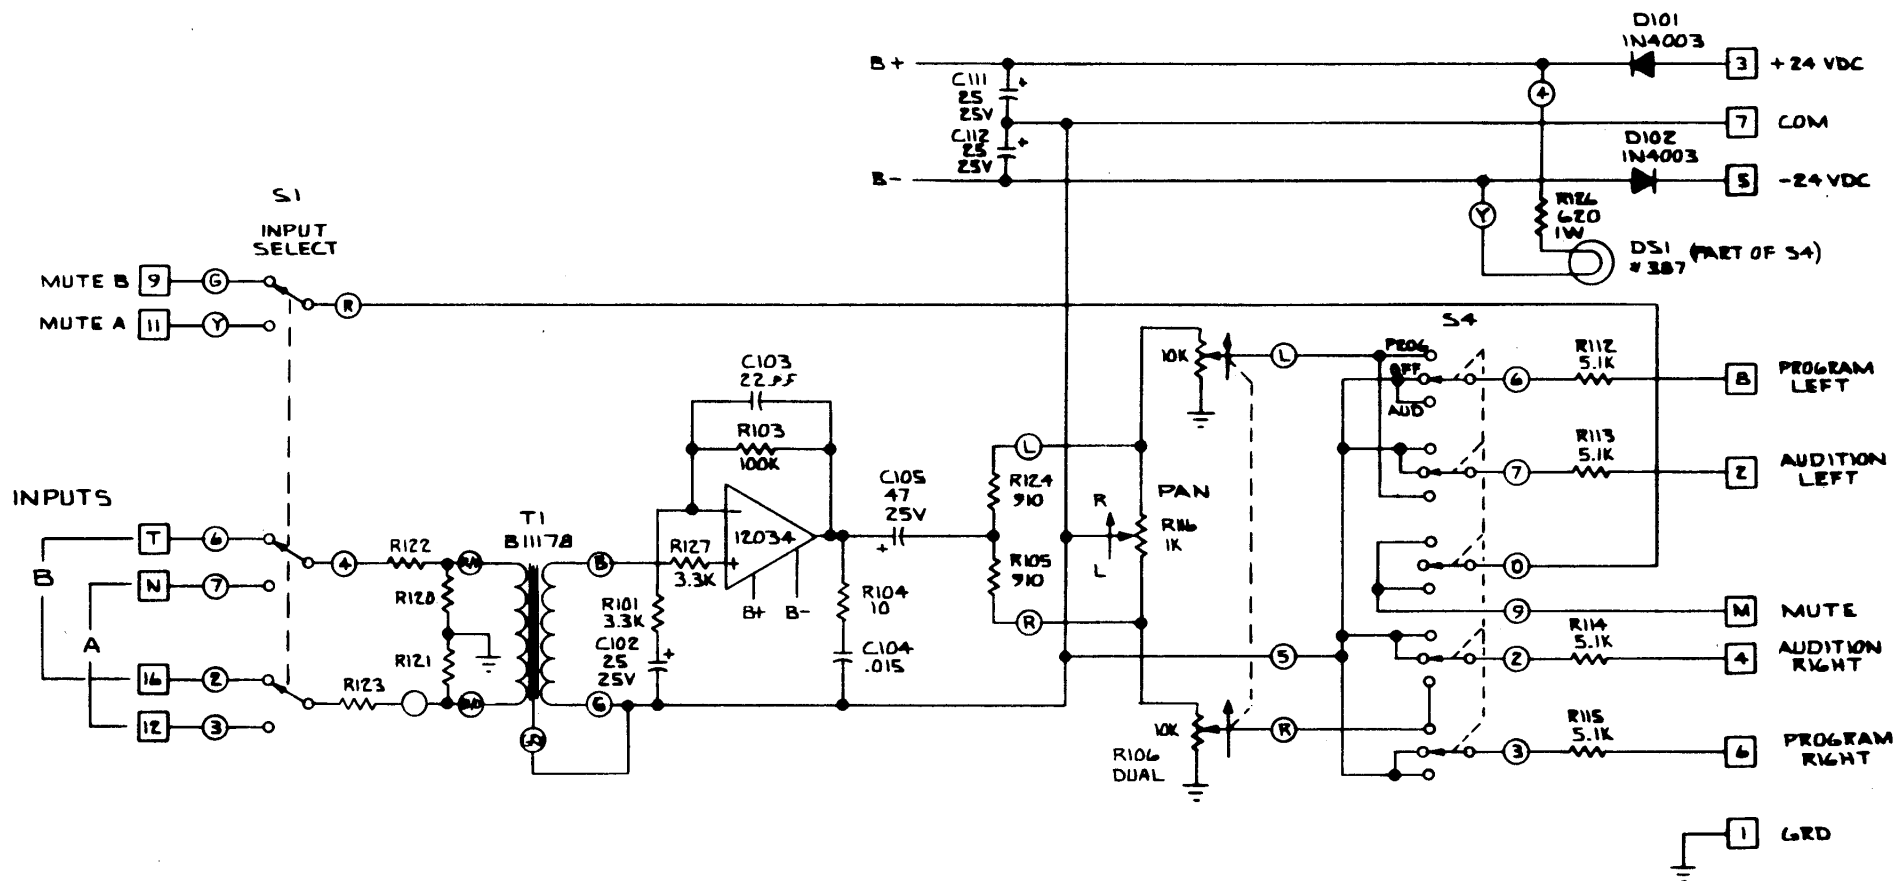 D101
1N4003
B+
3
+24 VDC
C111
25
25V
+
4
7
COM
C112
25
25V
+
D102
1N4003
B-
5
-24 VDC
S1
INPUT
SELECT
R126
620
1W
Y
DS1 (PART OF S4)
#387
MUTE B
9
G
R
MUTE A
11
Y
S4
C103
22 pF
10K
L
PROG
OFF
AUD
6
R112
5.1K
8
PROGRAM
LEFT
R103
100K
L
R113
5.1K
7
2
AUDITION
LEFT
INPUTS
C105
47
25V
+
R124
910
PAN
R
R116
1K
L
T1
B11178
T
6
B
4
R122
B
R127
3.3K
12034
-
+
R105
910
N
7
R120
R101
3.3K
B+
B-
R104
10
0
9
M
MUTE
A
R121
C102
25
25V
+
C104
.015
R
R114
5.1K
5
2
4
AUDITION
RIGHT
16
2
R123
G
12
3
10K
R
R106
DUAL
R115
5.1K
3
6
PROGRAM
RIGHT
1
GRD